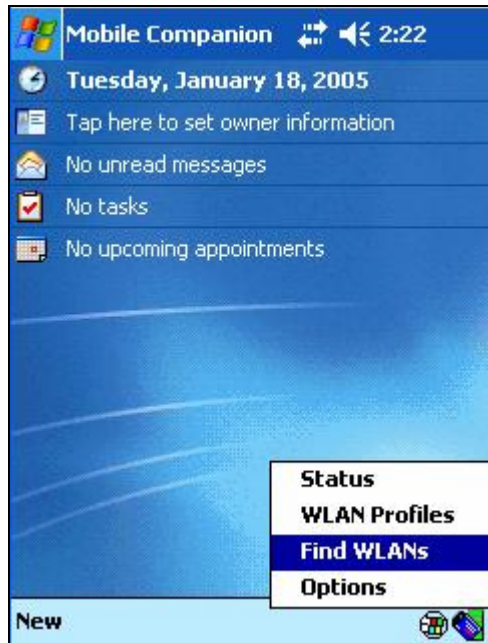 Mobile Companion 2:22
Tuesday, January 18, 2005
Tap here to set owner information
No unread messages
No tasks
No upcoming appointments
Status
WLAN Profiles
Find WLANs
Options
New